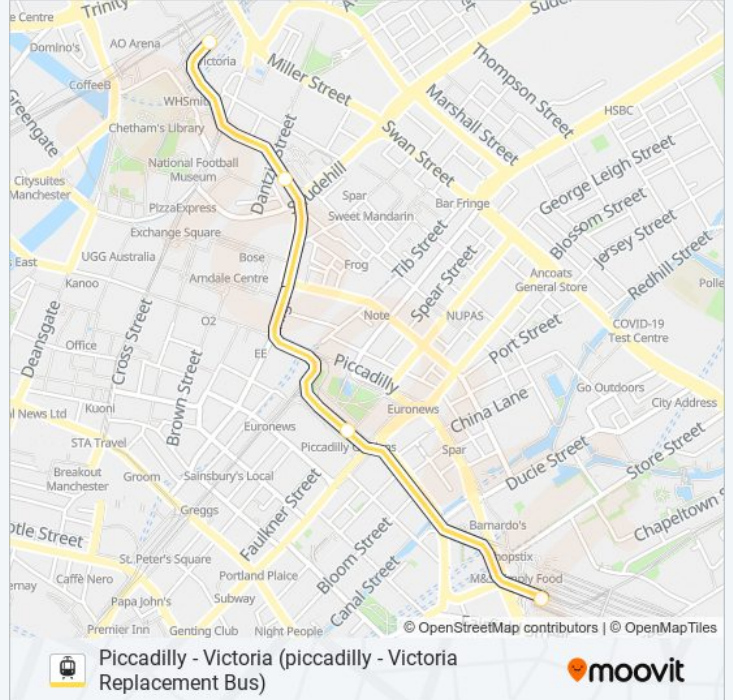 e Centre
Trinity
Domino's
AO Arena
Victoria
CoffeeB
Greengate
WHSmi
Chetham's Library
National Football
Museum
Citysuites
Manchester
PizzaExpress
Exchange Square
East
UGG Australia
Kanoo
Bose
Arndale Centre
Deansgate
Cross Street
O2
Office
EE
Brown Street
l News Ltd
Kuoni
STA Travel
Breakout
Manchester
Groom
Sainsbury's Local
Greggs
Euronews
St. Peter's Square
Caffè Nero
Papa John's
Premier Inn
Genting Club
Night People
Subway
Portland Plaice
Faulkner Street
Bloom Street
Canal Street
Miller Street
Dantzi Street
Shudehill
Spar
Sweet Mandarin
Frog
Note
Piccadilly
Euronews
Piccadilly G ns
Spar
Swan Street
Marshall Street
Thompson Street
HSBC
Bar Fringe
Tib Street
Spear Street
NUPAS
George Leigh Street
Blossom Street
Jersey Street
Redhill Street
Ancoats
General Store
Port Street
COVID-19
Test Centre
Go Outdoors
City Address
China Lane
Ducie Street
Store Street
Barnardo's
opstix
M&S ply Food
Chapeltown S
© OpenStreetMap contributors | © OpenMapTiles
Piccadilly - Victoria (piccadilly - Victoria
Replacement Bus)
moovit